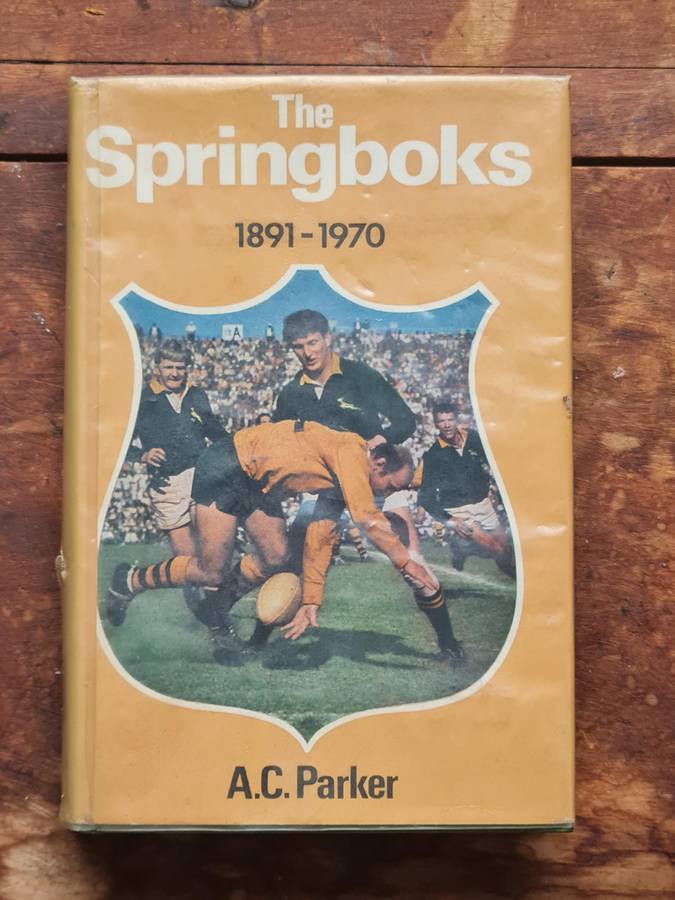 The
Springboks
1891-1970
A
A.C. Parker